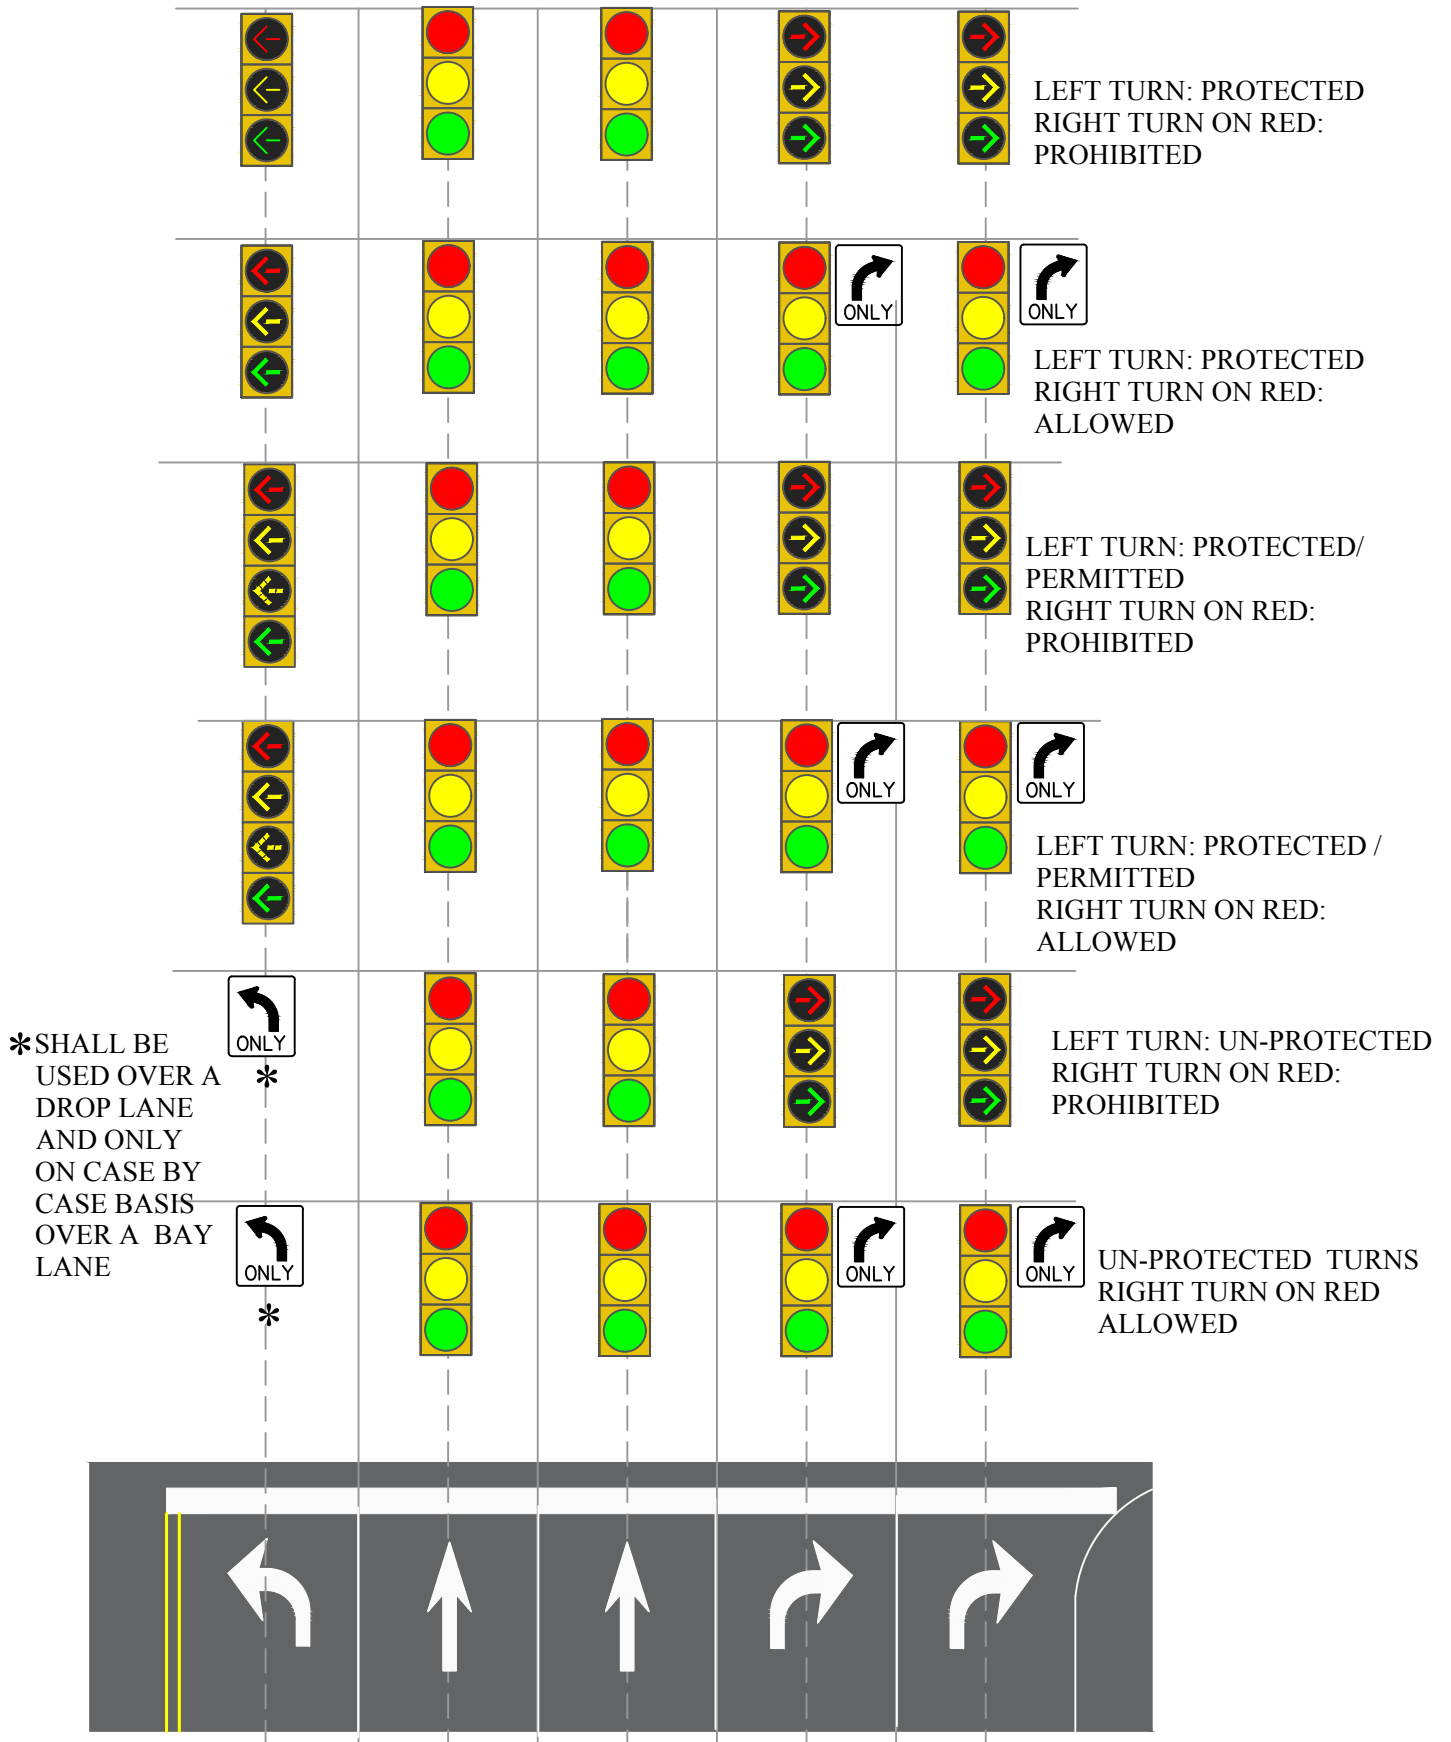 LEFT TURN: PROTECTED
RIGHT TURN ON RED:
PROHIBITED
ONLY
ONLY
LEFT TURN: PROTECTED
RIGHT TURN ON RED:
ALLOWED
LEFT TURN: PROTECTED/
PERMITTED
RIGHT TURN ON RED:
PROHIBITED
ONLY
ONLY
LEFT TURN: PROTECTED /
PERMITTED
RIGHT TURN ON RED:
ALLOWED
ONLY
*
*SHALL BE
USED OVER A
DROP LANE
AND ONLY
ON CASE BY
CASE BASIS
OVER A BAY
LANE
LEFT TURN: UN-PROTECTED
RIGHT TURN ON RED:
PROHIBITED
ONLY
*
ONLY
ONLY
UN-PROTECTED TURNS
RIGHT TURN ON RED
ALLOWED